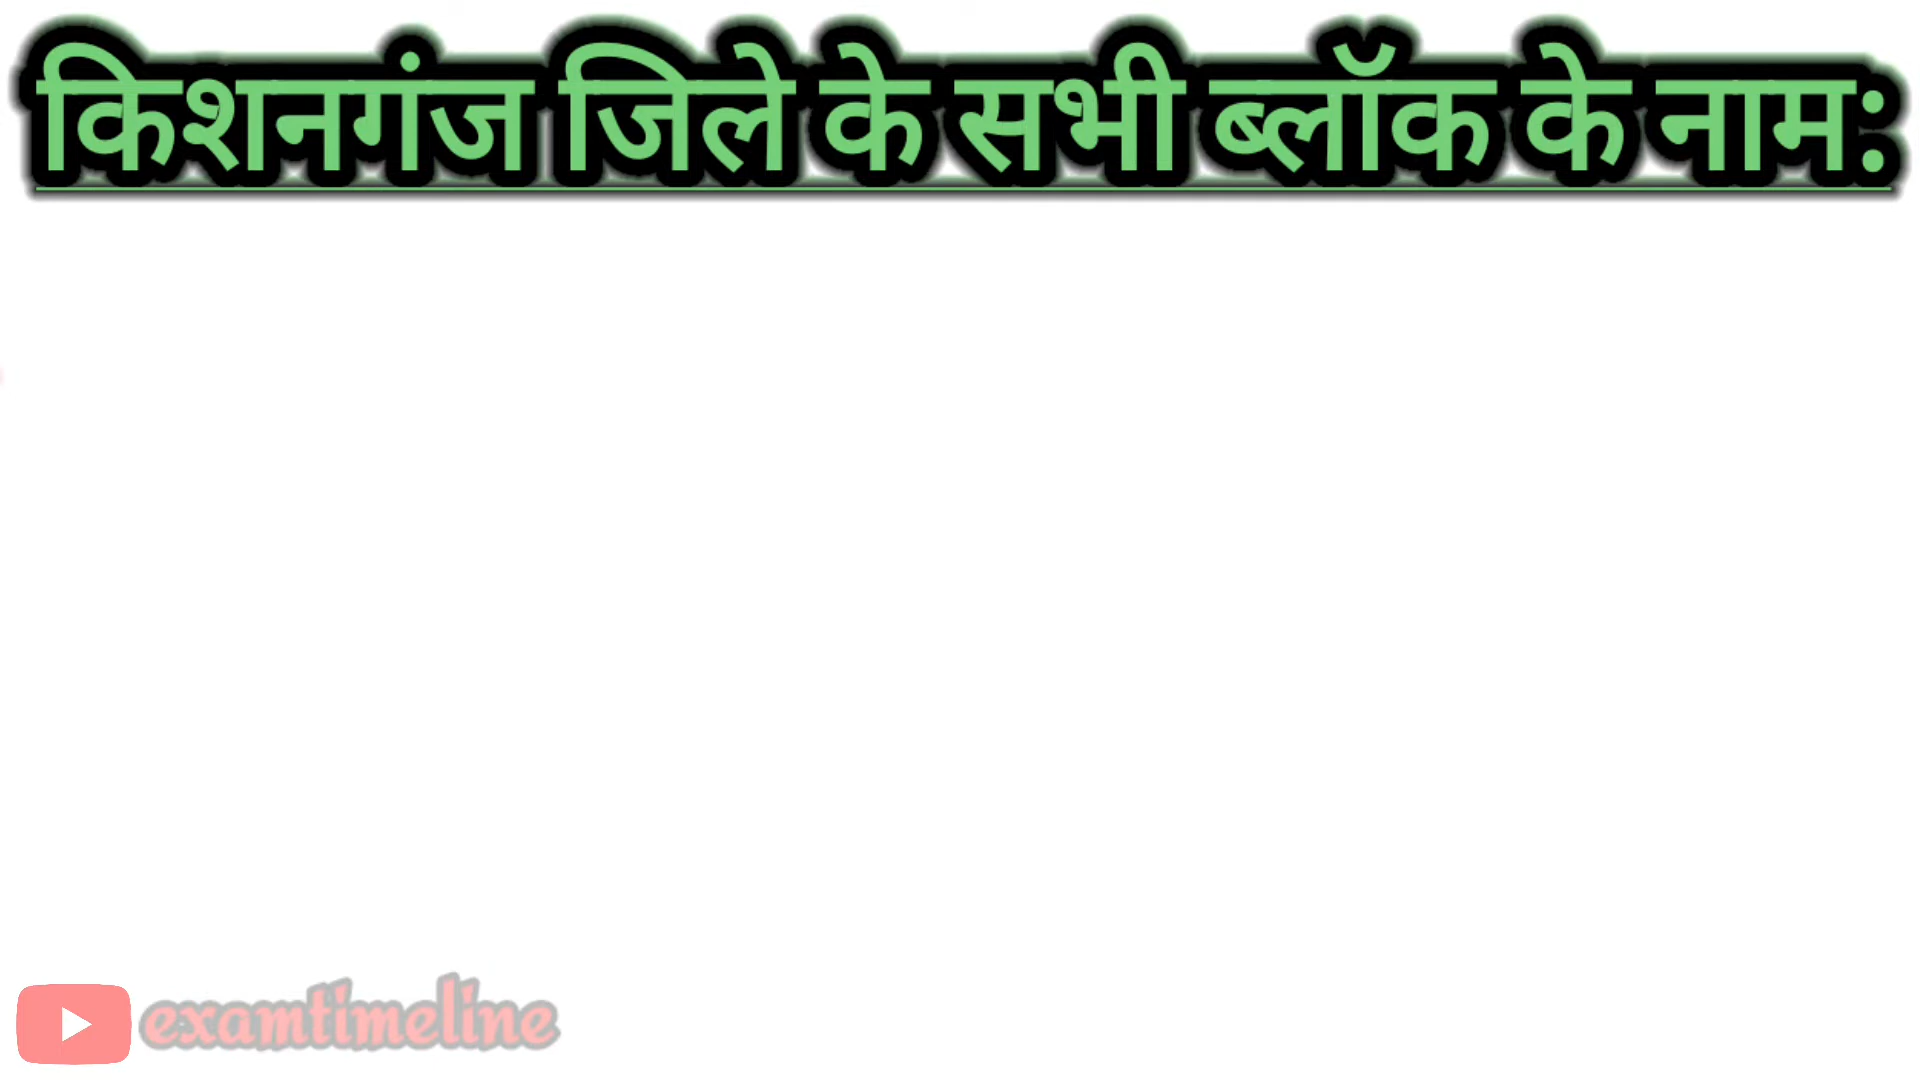 किशनगंज जिले के सभी ब्लॉक के नाम:
examtimeline